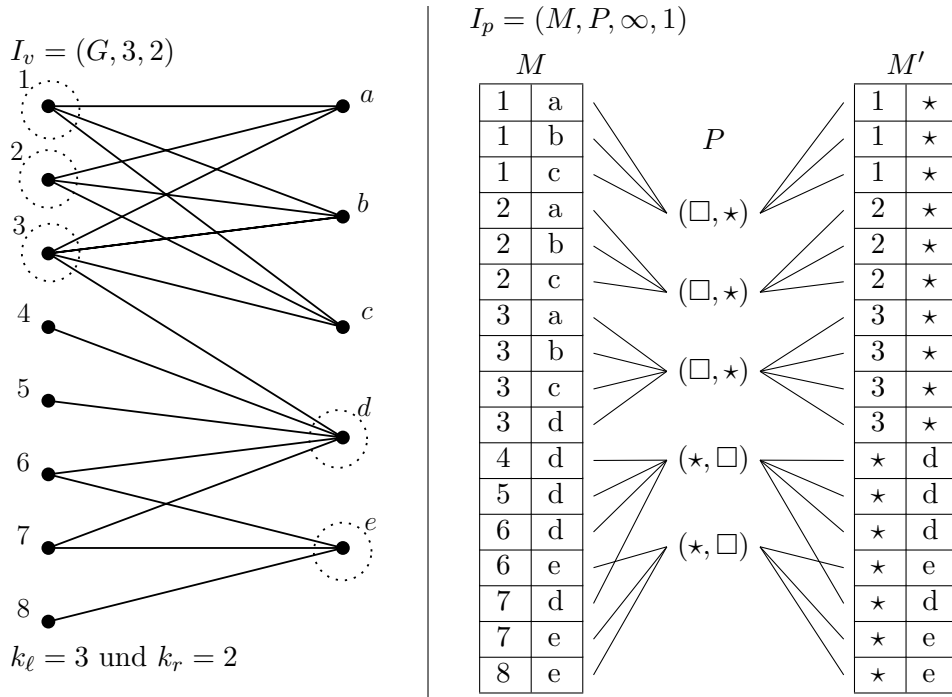 I_v = (G, 3, 2)
1
2
3
4
5
6
7
8
a
b
c
d
e
k_ℓ = 3 und k_r = 2
I_p = (M, P, ∞, 1)
M
1 a
1 b
1 c
2 a
2 b
2 c
3 a
3 b
3 c
3 d
4 d
5 d
6 d
6 e
7 d
7 e
8 e
P
(□, ⋆)
(□, ⋆)
(□, ⋆)
(⋆, □)
(⋆, □)
M′
1 ⋆
1 ⋆
1 ⋆
2 ⋆
2 ⋆
2 ⋆
3 ⋆
3 ⋆
3 ⋆
3 ⋆
⋆ d
⋆ d
⋆ d
⋆ e
⋆ d
⋆ e
⋆ e